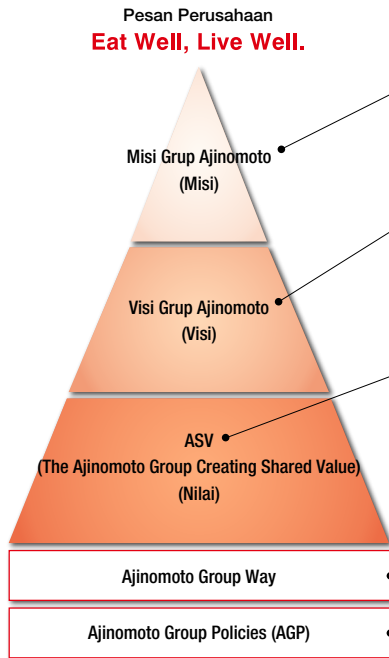 Pesan Perusahaan
Eat Well, Live Well.
Misi Grup Ajinomoto
(Misi)
Visi Grup Ajinomoto
(Visi)
ASV
(The Ajinomoto Group Creating Shared Value)
(Nilai)
Ajinomoto Group Way
Ajinomoto Group Policies (AGP)